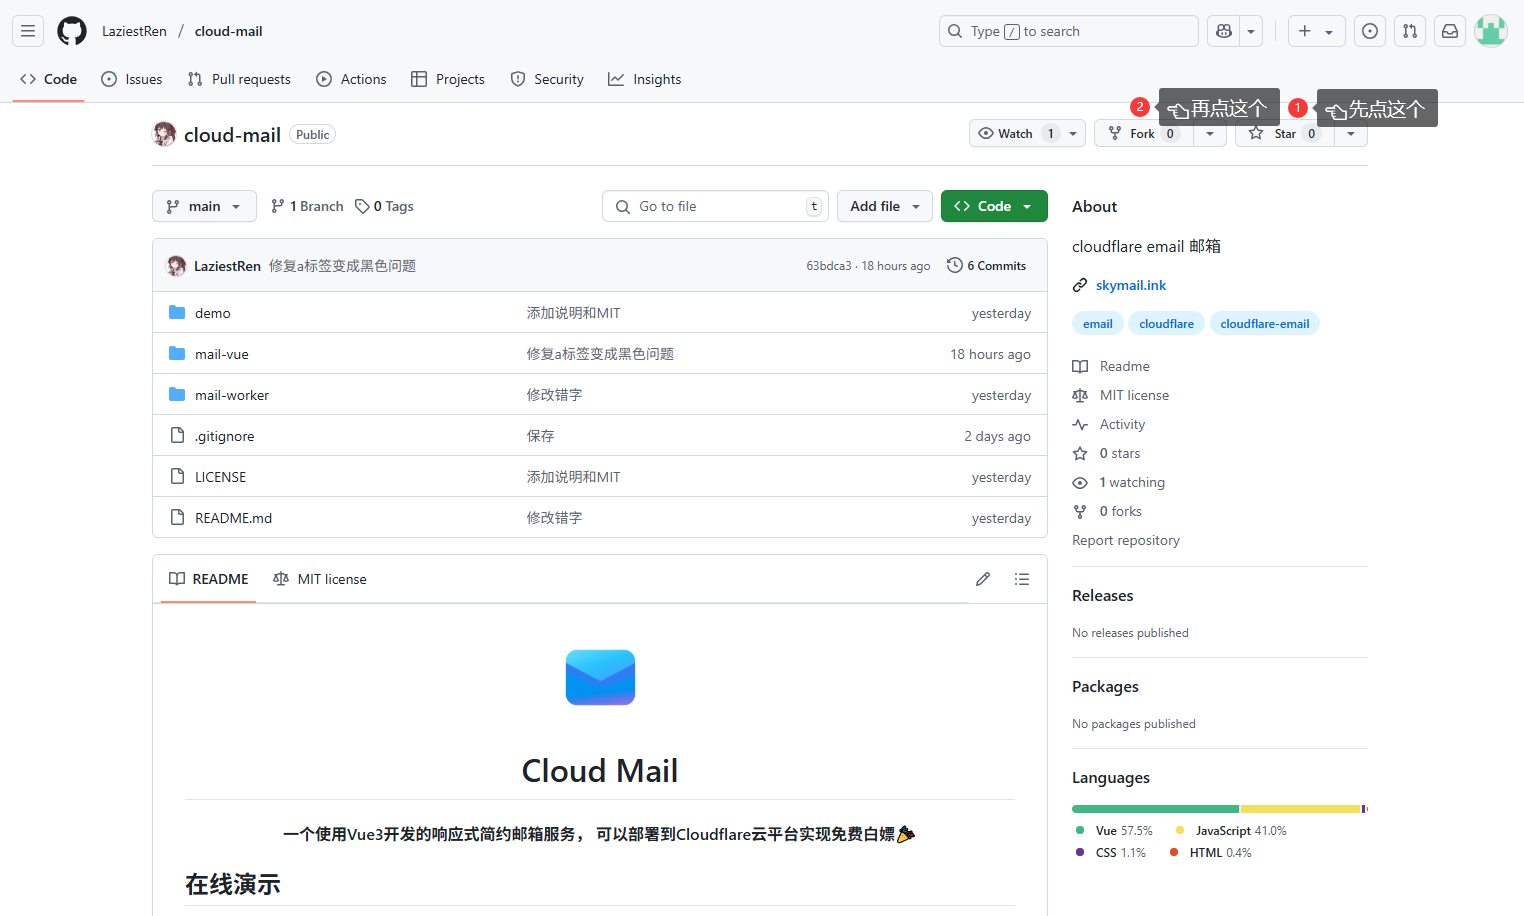 LaziestRen / cloud-mail
Type / to search
Code Issues Pull requests Actions Projects Security Insights
2 再点这个 1 先点这个
cloud-mail Public
Watch 1 Fork 0 Star 0
main 1 Branch 0 Tags
Go to file t
Add file Code
LaziestRen 修复a标签变成黑色问题 63bdca3 · 18 hours ago 6 Commits
demo 添加说明和MIT yesterday
mail-vue 修复a标签变成黑色问题 18 hours ago
mail-worker 修改错字 yesterday
.gitignore 保存 2 days ago
LICENSE 添加说明和MIT yesterday
README.md 修改错字 yesterday
README MIT license
Cloud Mail
一个使用Vue3开发的响应式简约邮箱服务， 可以部署到Cloudflare云平台实现免费白嫖🎉
在线演示
About
cloudflare email 邮箱
skymail.ink
email cloudflare cloudflare-email
Readme
MIT license
Activity
0 stars
1 watching
0 forks
Report repository
Releases
No releases published
Packages
No packages published
Languages
Vue 57.5% JavaScript 41.0%
CSS 1.1% HTML 0.4%